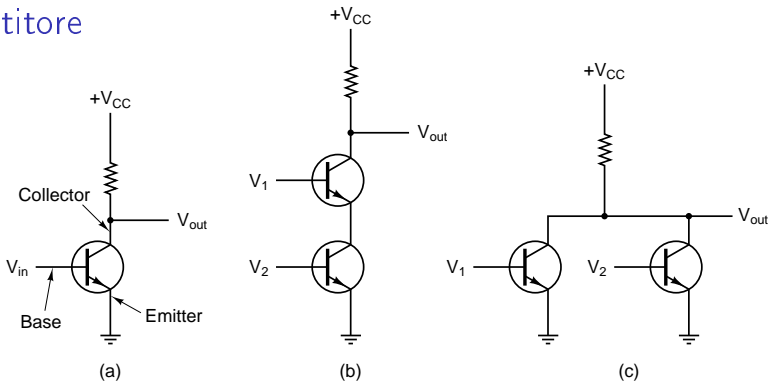 titore
+VCC
Collector
Vout
Vin
Base
Emitter
(a)
+VCC
Vout
V1
V2
(b)
+VCC
Vout
V1
V2
(c)